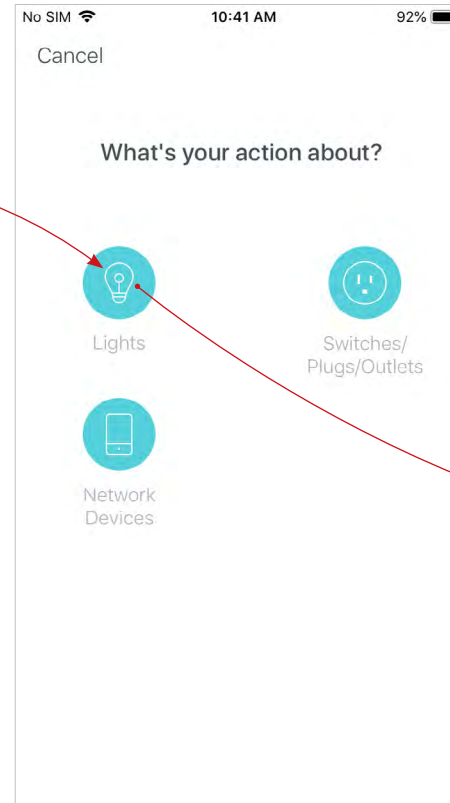 No SIM 10:41 AM 92%
Cancel
What's your action about?
Lights
Switches/
Plugs/Outlets
Network
Devices